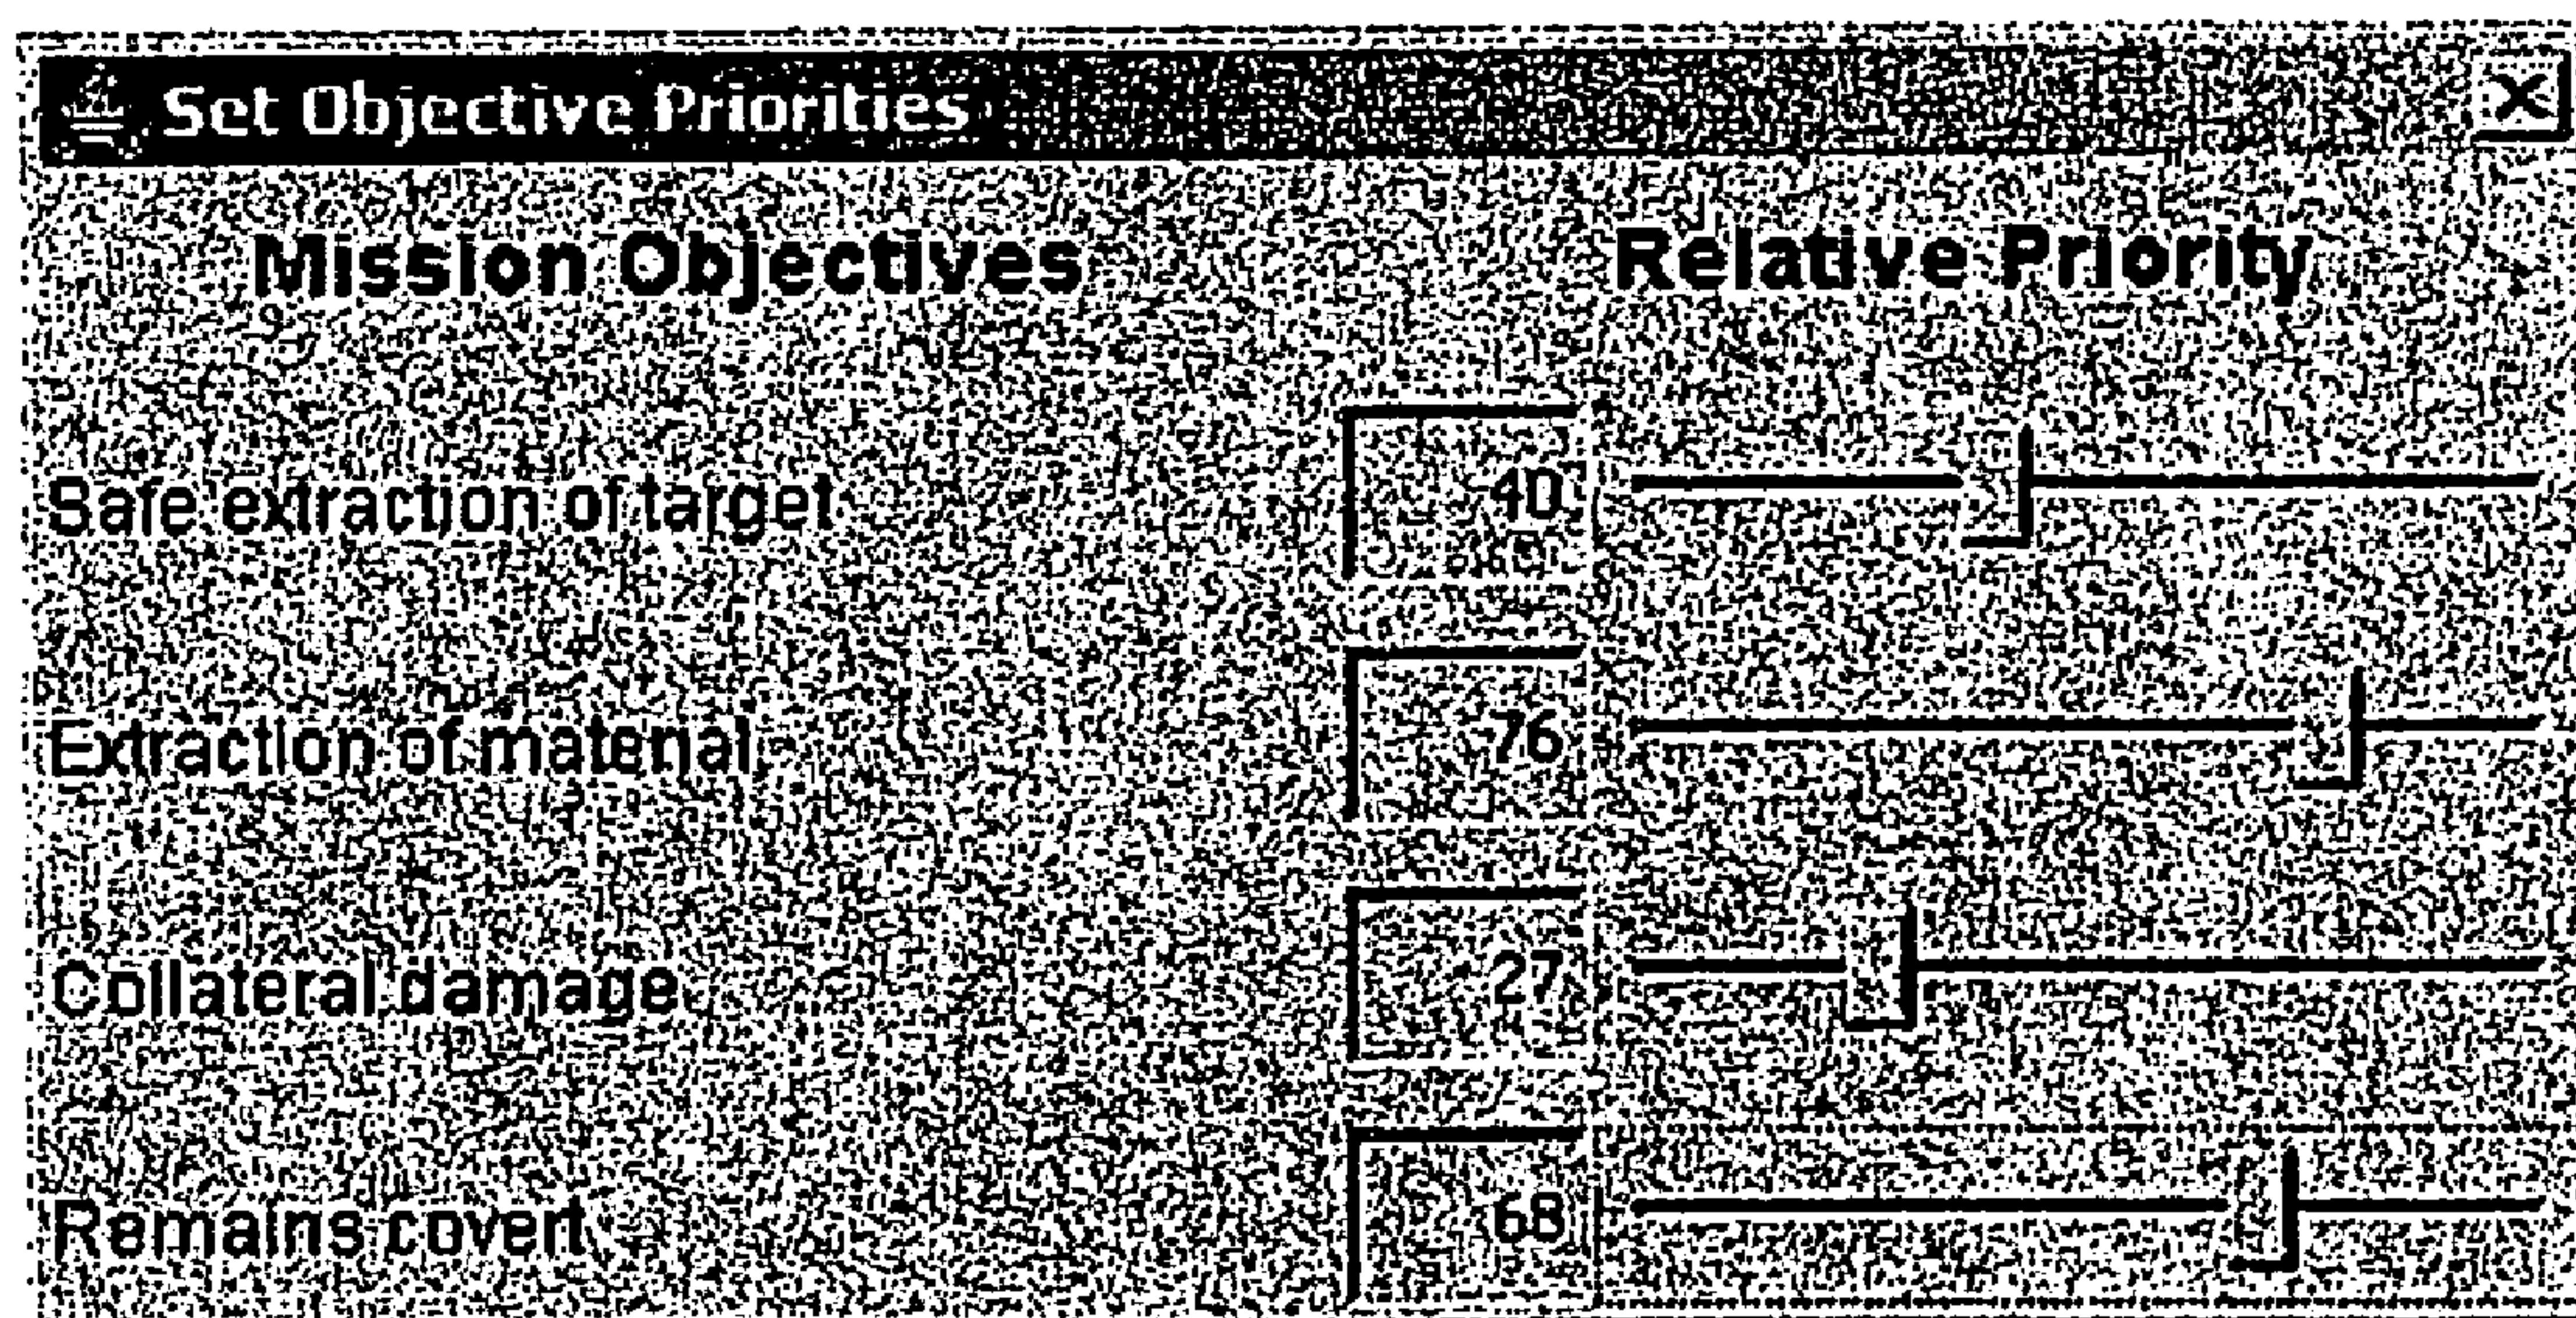 Set Objective Priorities
Mission Objectives Relative Priority
Safe extraction of target 40
Extraction of material 76
Collateral damage 27
Remains covert 68